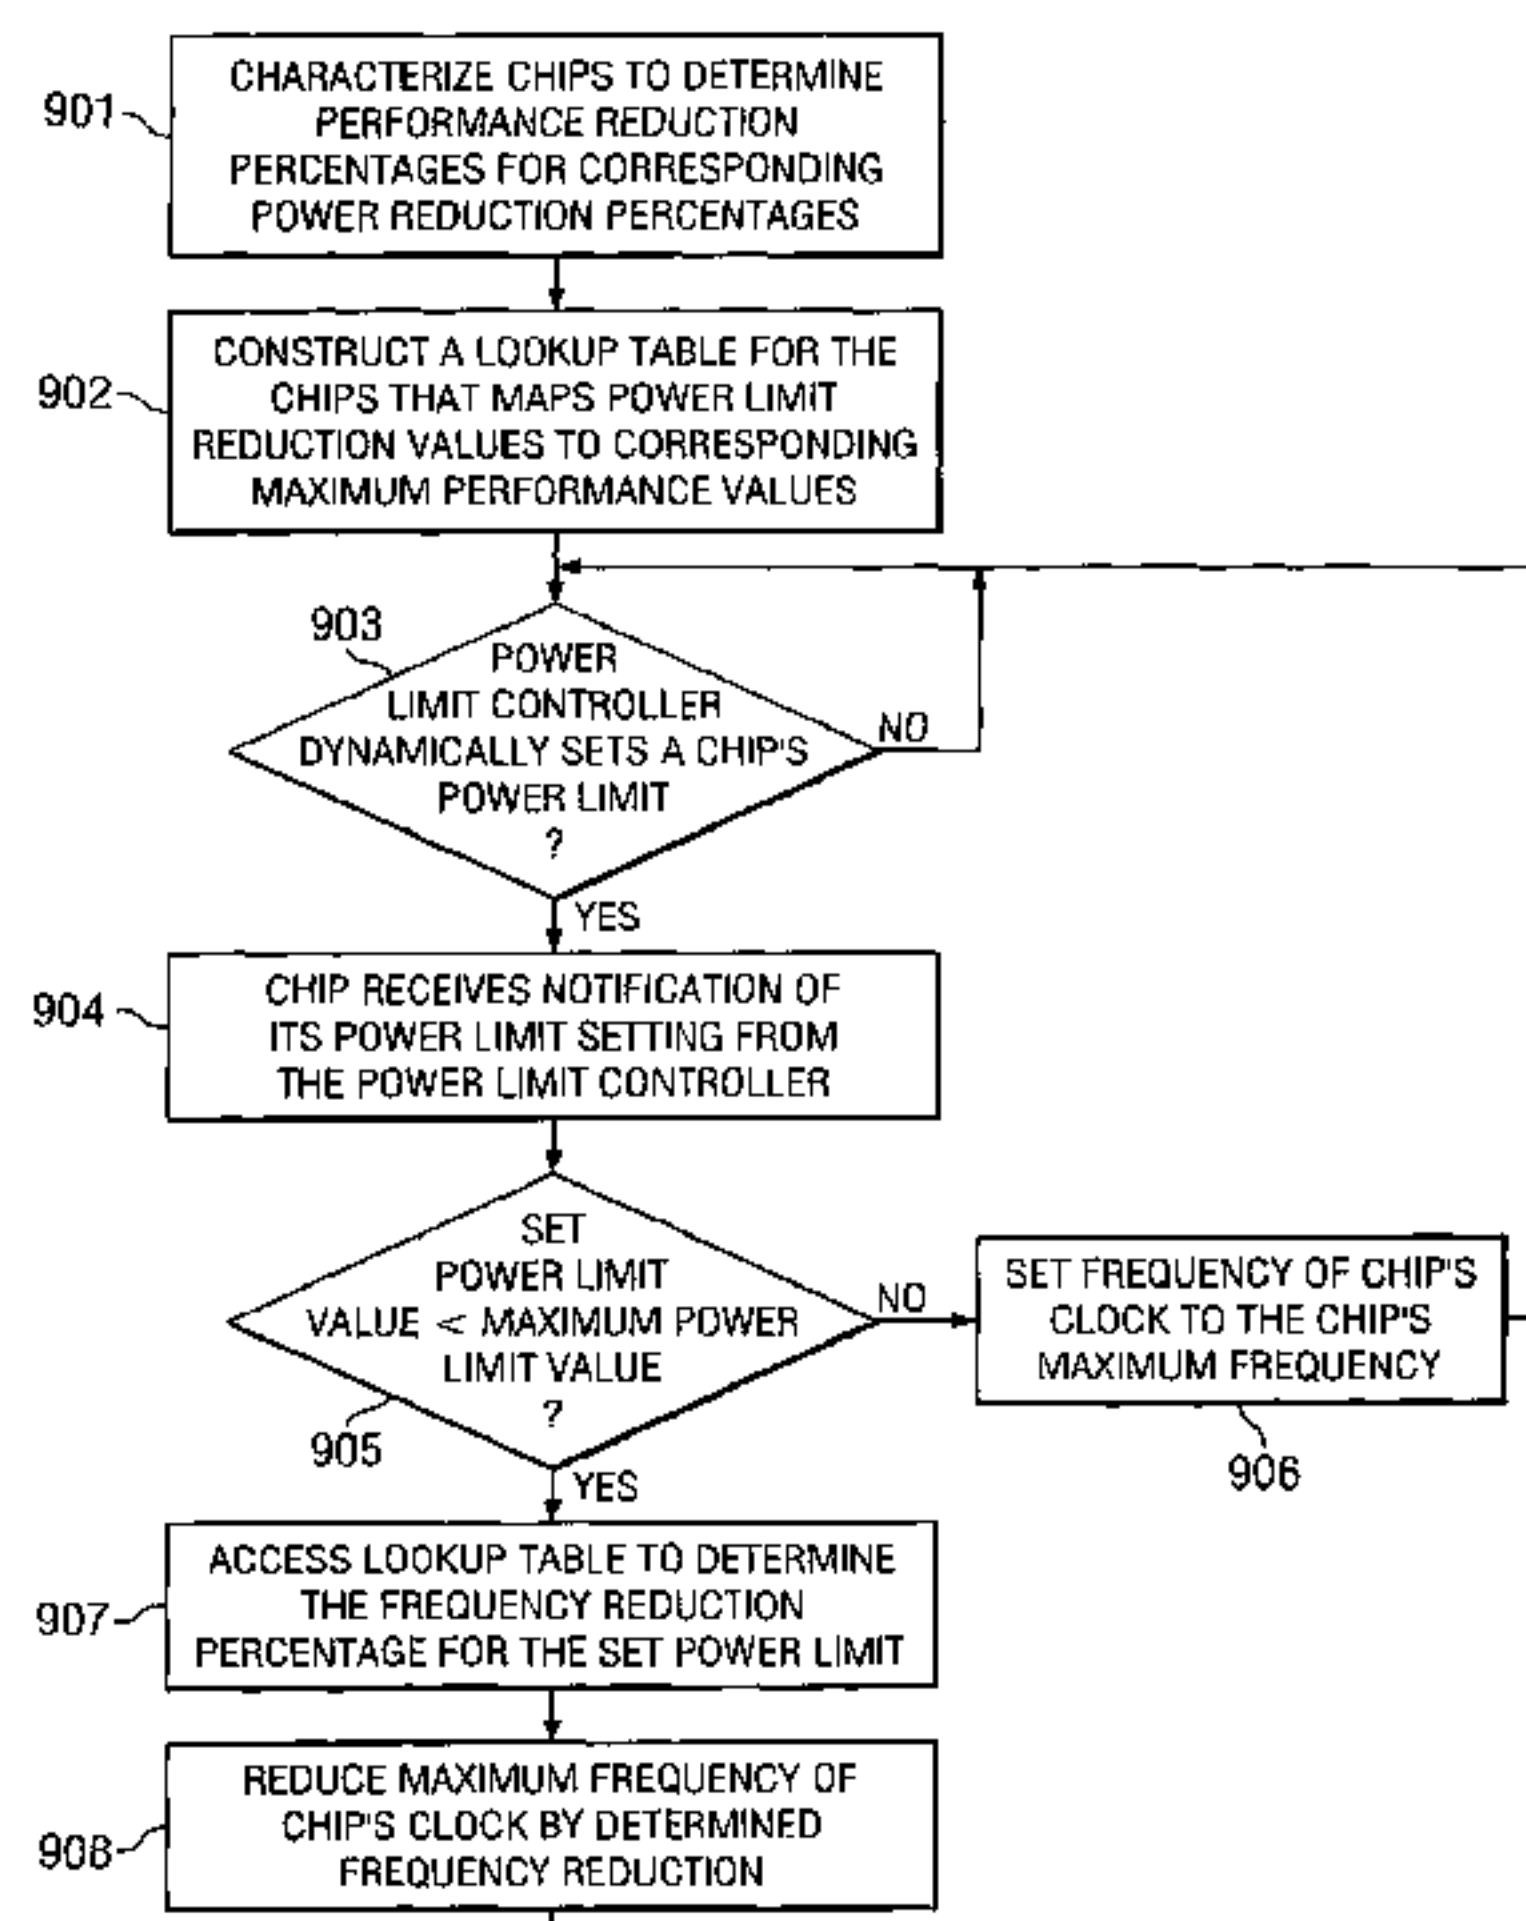 901
CHARACTERIZE CHIPS TO DETERMINE
PERFORMANCE REDUCTION
PERCENTAGES FOR CORRESPONDING
POWER REDUCTION PERCENTAGES
902
CONSTRUCT A LOOKUP TABLE FOR THE
CHIPS THAT MAPS POWER LIMIT
REDUCTION VALUES TO CORRESPONDING
MAXIMUM PERFORMANCE VALUES
903
POWER
LIMIT CONTROLLER
DYNAMICALLY SETS A CHIP'S
POWER LIMIT
?
NO
YES
904
CHIP RECEIVES NOTIFICATION OF
ITS POWER LIMIT SETTING FROM
THE POWER LIMIT CONTROLLER
SET
POWER LIMIT
VALUE < MAXIMUM POWER
LIMIT VALUE
?
905
NO
SET FREQUENCY OF CHIP'S
CLOCK TO THE CHIP'S
MAXIMUM FREQUENCY
906
YES
907
ACCESS LOOKUP TABLE TO DETERMINE
THE FREQUENCY REDUCTION
PERCENTAGE FOR THE SET POWER LIMIT
908
REDUCE MAXIMUM FREQUENCY OF
CHIP'S CLOCK BY DETERMINED
FREQUENCY REDUCTION